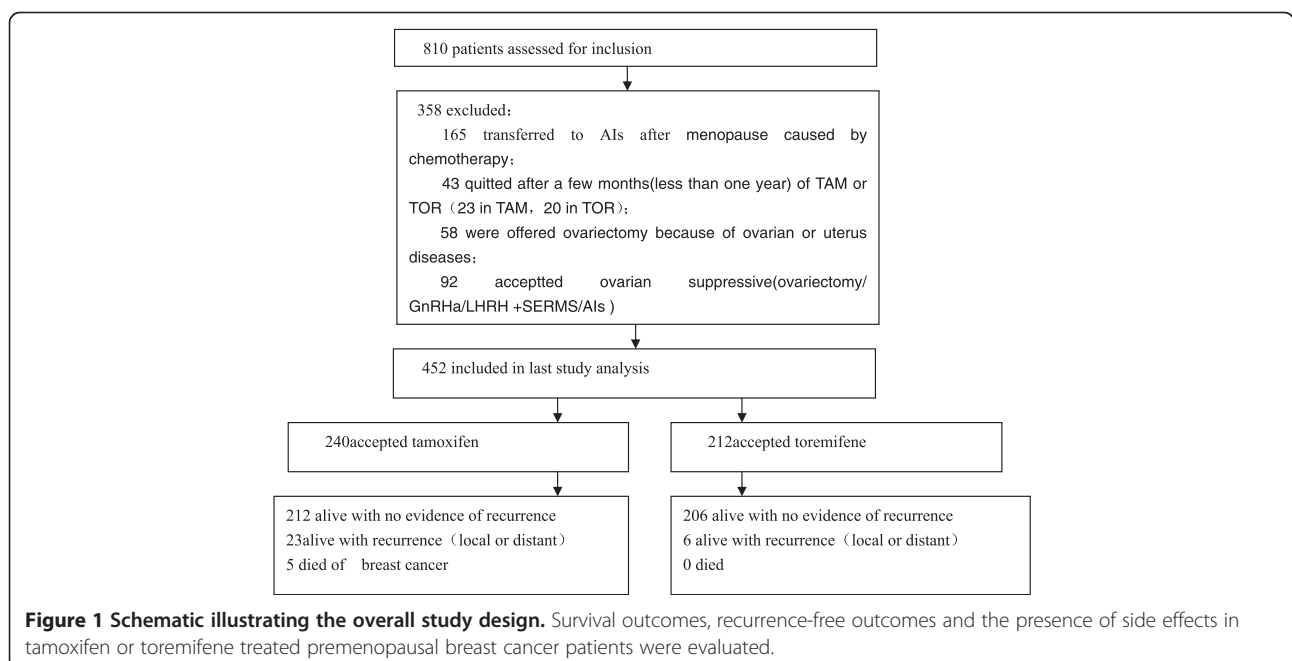 810 patients assessed for inclusion
358 excluded：
165 transferred to AIs after menopause caused by
chemotherapy；
43 quitted after a few months(less than one year) of TAM or
TOR（23 in TAM，20 in TOR）；
58 were offered ovariectomy because of ovarian or uterus
diseases；
92 acceptted ovarian suppressive(ovariectomy/
GnRHa/LHRH +SERMS/AIs )
452 included in last study analysis
240accepted tamoxifen
212accepted toremifene
212 alive with no evidence of recurrence
23alive with recurrence（local or distant）
5 died of breast cancer
206 alive with no evidence of recurrence
6 alive with recurrence（local or distant）
0 died
Figure 1 Schematic illustrating the overall study design. Survival outcomes, recurrence-free outcomes and the presence of side effects in
tamoxifen or toremifene treated premenopausal breast cancer patients were evaluated.